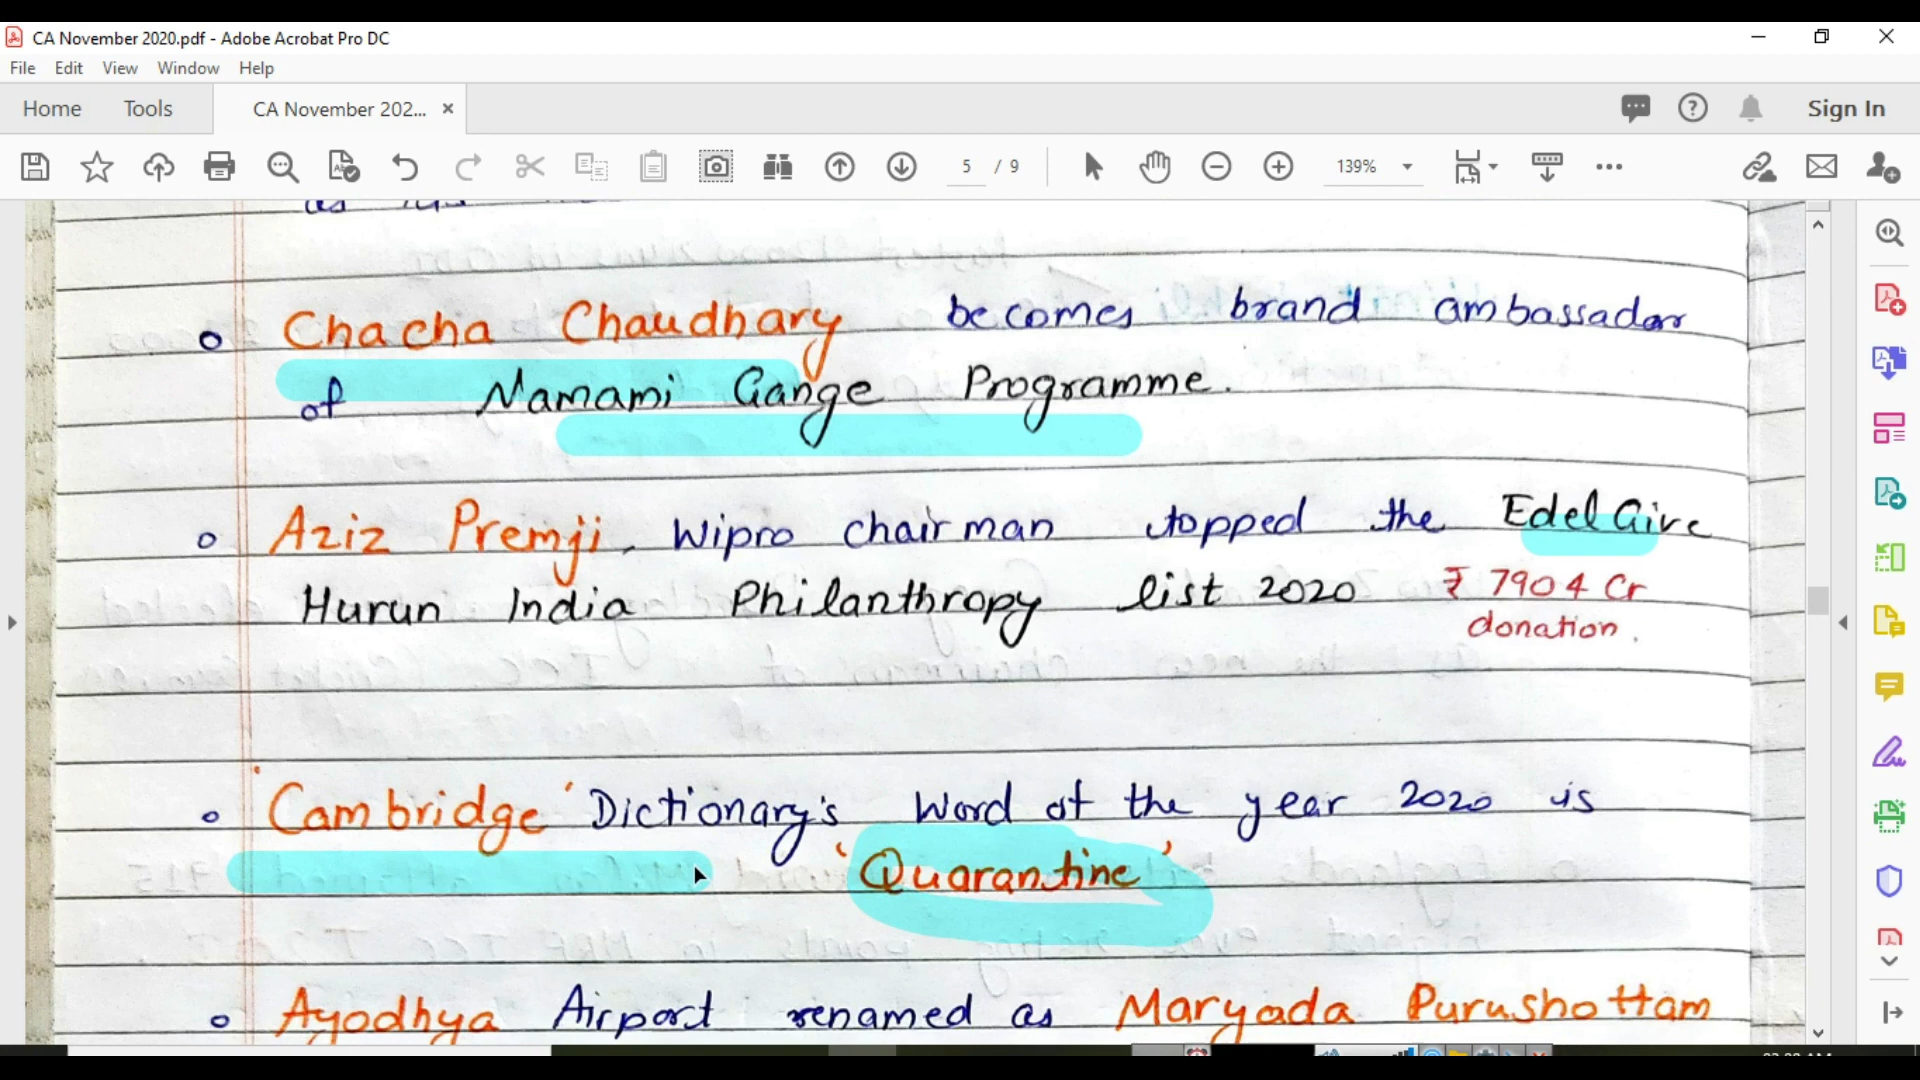 CA November 2020.pdf - Adobe Acrobat Pro DC
File Edit View Window Help
Home Tools CA November 202... × Sign In
5 / 9 139%
Chacha Chaudhary becomes brand ambassador
of Namami Gange Programme.
Aziz Premji, Wipro chairman topped the EdelGive
Hurun India Philanthropy list 2020 ₹ 7904 Cr
donation.
'Cambridge' Dictionary's Word of the year 2020 is
'Quarantine'
Ayodhya Airport renamed as Maryada Purushottam